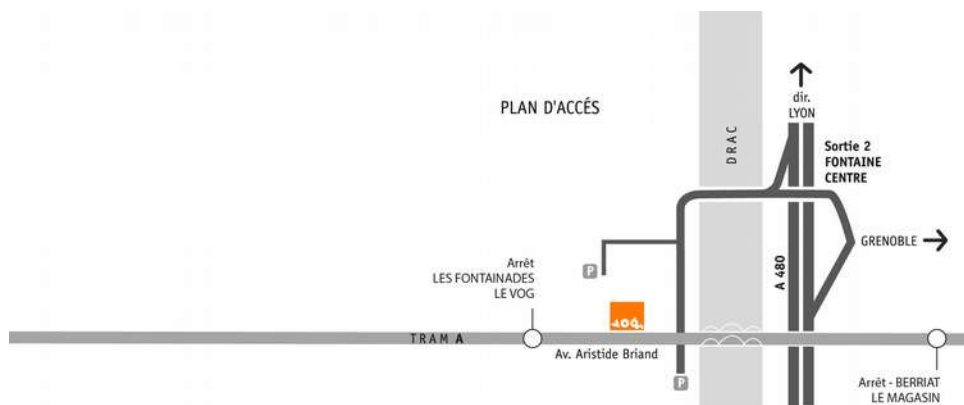 PLAN D'ACCÉS
DRAC
dir.
LYON
Sortie 2
FONTAINE
CENTRE
GRENOBLE
A 480
P
Arrêt
LES FONTAINADES
LE VOG
VOG
TRAM A
Av. Aristide Briand
P
Arrêt - BERRIAT
LE MAGASIN